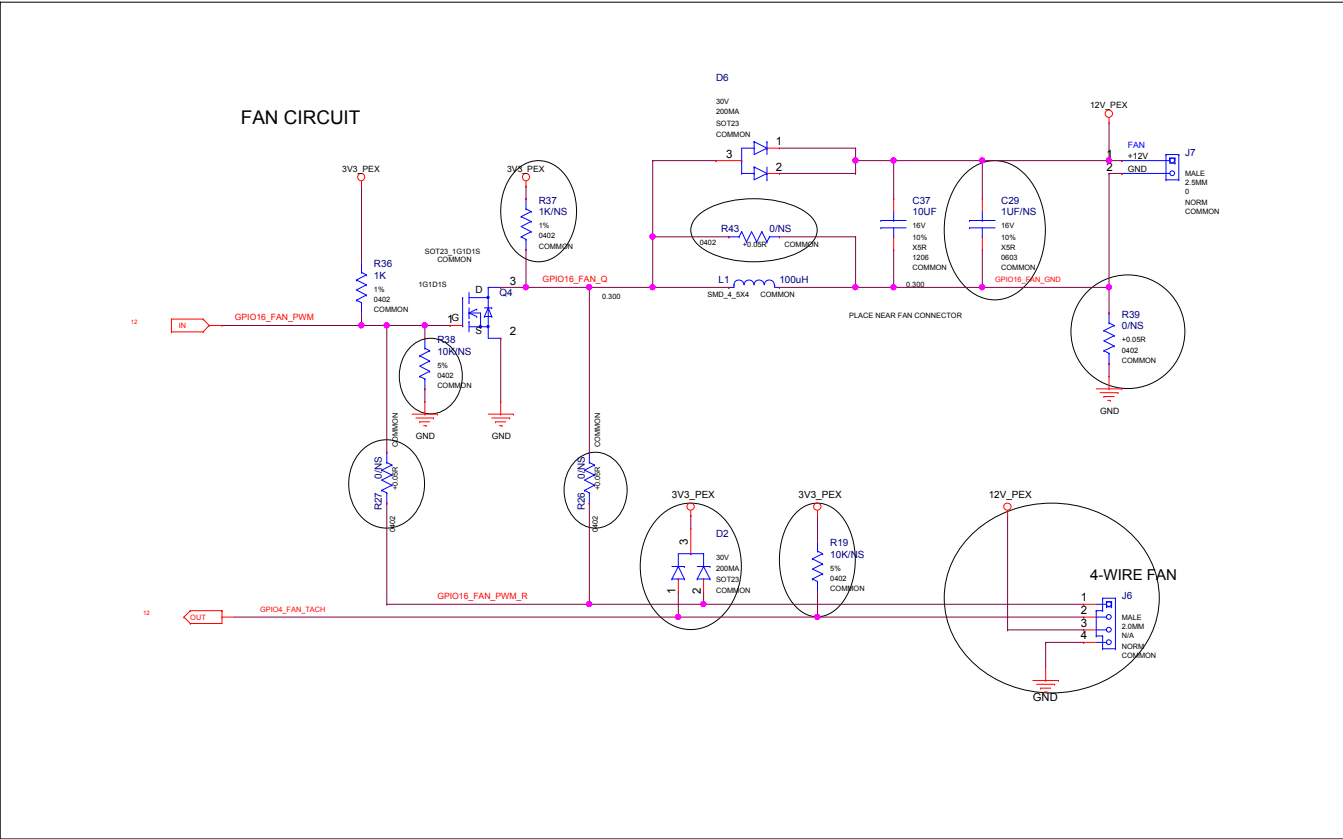 FAN CIRCUIT
D6
30V
200MA
SOT23
COMMON
1
3
2
12V_PEX
FAN
1
+12V
2
GND
J7
MALE
2.5MM
0
NORM
COMMON
3V3_PEX
3V3_PEX
R37
1K/NS
1%
0402
COMMON
R43
0/NS
0402
+0.05R
COMMON
C37
10UF
16V
10%
X5R
1206
COMMON
C29
1UF/NS
16V
10%
X5R
0603
COMMON
SOT23_1G1D1S
COMMON
R36
1K
1%
0402
COMMON
1G1D1S
D
3
Q4
GPIO16_FAN_Q
0.300
L1
100uH
SMD_4_5X4
COMMON
0.300
GPIO16_FAN_GND
PLACE NEAR FAN CONNECTOR
12
IN
GPIO16_FAN_PWM
1
G
S
2
R38
10K/NS
5%
0402
COMMON
GND
GND
R39
0/NS
+0.05R
0402
COMMON
GND
COMMON
0/NS
+0.05R
R27
0402
COMMON
0/NS
+0.05R
R26
0402
3V3_PEX
D2
3
30V
200MA
SOT23
COMMON
1
2
3V3_PEX
R19
10K/NS
5%
0402
COMMON
12V_PEX
4-WIRE FAN
J6
1
2
3
4
MALE
2.0MM
N/A
NORM
COMMON
GND
GPIO16_FAN_PWM_R
12
OUT
GPIO4_FAN_TACH